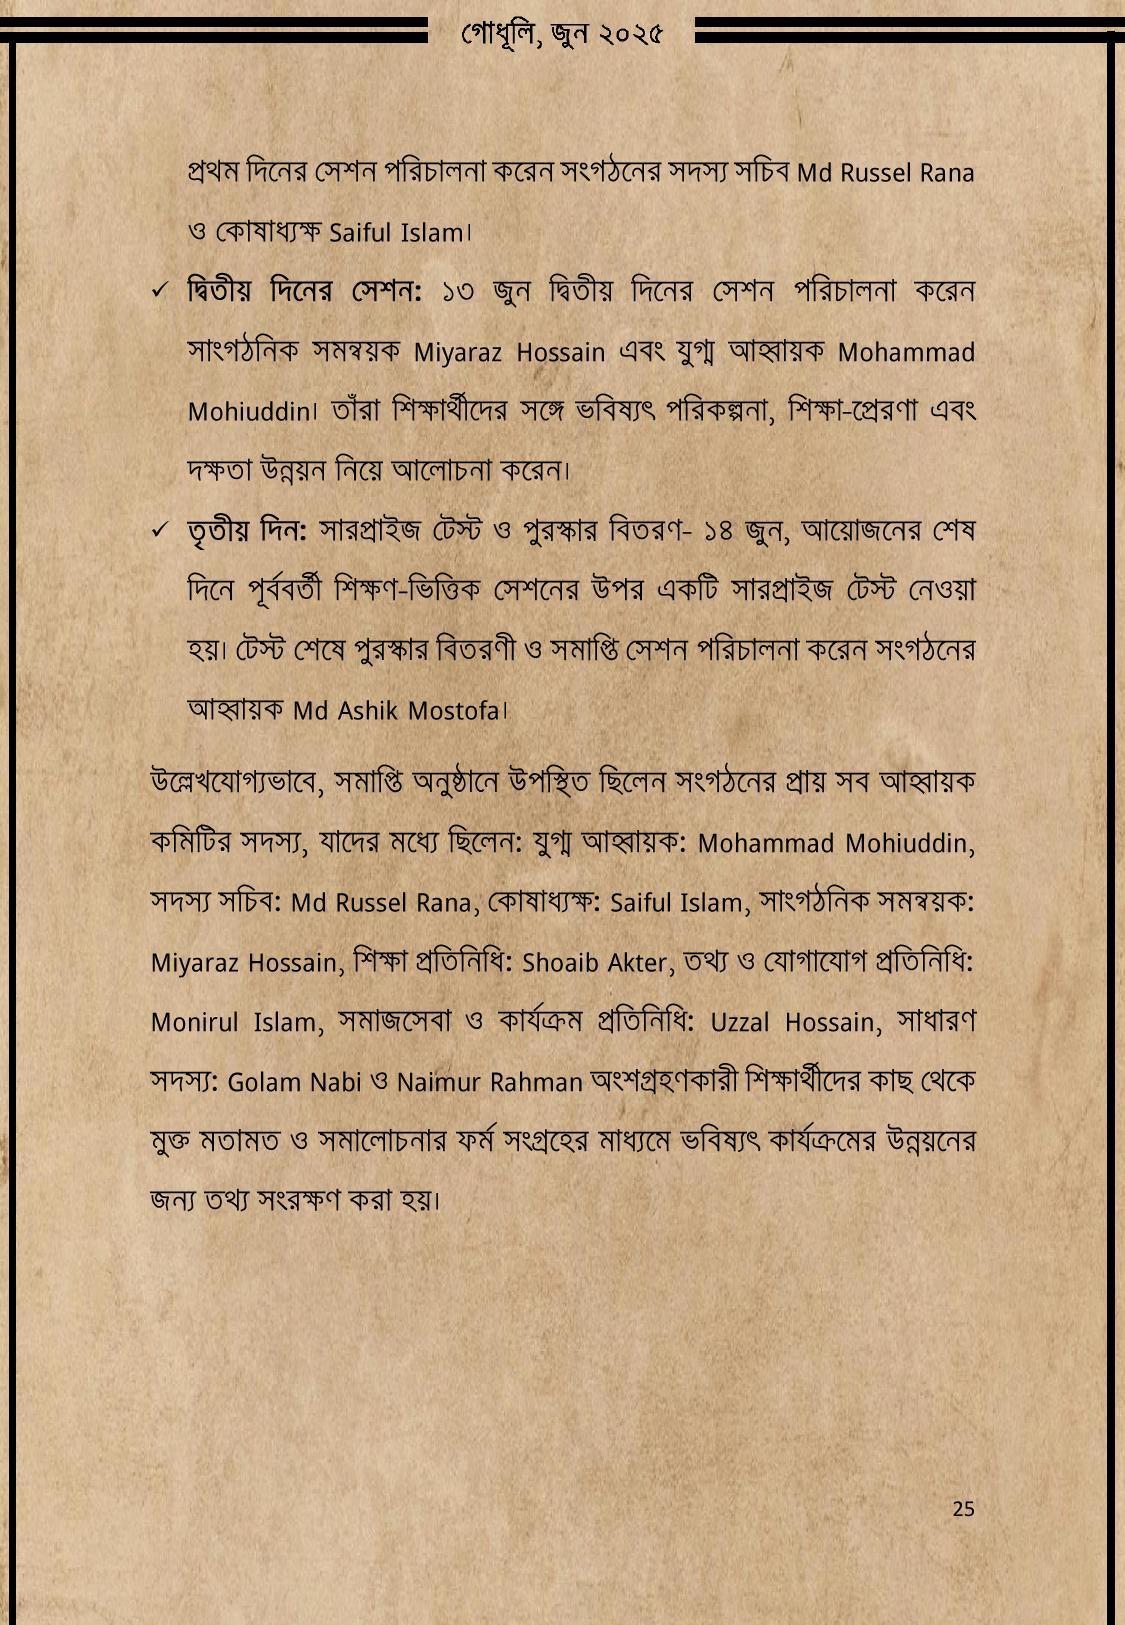 গোধূলি, জুন ২০২৫
প্রথম দিনের সেশন পরিচালনা করেন সংগঠনের সদস্য সচিব Md Russel Rana
ও কোষাধ্যক্ষ Saiful Islam।
✓ দ্বিতীয় দিনের সেশন: ১৩ জুন দ্বিতীয় দিনের সেশন পরিচালনা করেন
সাংগঠনিক সমন্বয়ক Miyaraz Hossain এবং যুগ্ম আহ্বায়ক Mohammad
Mohiuddin। তাঁরা শিক্ষার্থীদের সঙ্গে ভবিষ্যৎ পরিকল্পনা, শিক্ষা-প্রেরণা এবং
দক্ষতা উন্নয়ন নিয়ে আলোচনা করেন।
✓ তৃতীয় দিন: সারপ্রাইজ টেস্ট ও পুরস্কার বিতরণ- ১৪ জুন, আয়োজনের শেষ
দিনে পূর্ববর্তী শিক্ষণ-ভিত্তিক সেশনের উপর একটি সারপ্রাইজ টেস্ট নেওয়া
হয়। টেস্ট শেষে পুরস্কার বিতরণী ও সমাপ্তি সেশন পরিচালনা করেন সংগঠনের
আহ্বায়ক Md Ashik Mostofa।
উল্লেখযোগ্যভাবে, সমাপ্তি অনুষ্ঠানে উপস্থিত ছিলেন সংগঠনের প্রায় সব আহ্বায়ক
কমিটির সদস্য, যাদের মধ্যে ছিলেন: যুগ্ম আহ্বায়ক: Mohammad Mohiuddin,
সদস্য সচিব: Md Russel Rana, কোষাধ্যক্ষ: Saiful Islam, সাংগঠনিক সমন্বয়ক:
Miyaraz Hossain, শিক্ষা প্রতিনিধি: Shoaib Akter, তথ্য ও যোগাযোগ প্রতিনিধি:
Monirul Islam, সমাজসেবা ও কার্যক্রম প্রতিনিধি: Uzzal Hossain, সাধারণ
সদস্য: Golam Nabi ও Naimur Rahman অংশগ্রহণকারী শিক্ষার্থীদের কাছ থেকে
মুক্ত মতামত ও সমালোচনার ফর্ম সংগ্রহের মাধ্যমে ভবিষ্যৎ কার্যক্রমের উন্নয়নের
জন্য তথ্য সংরক্ষণ করা হয়।
25